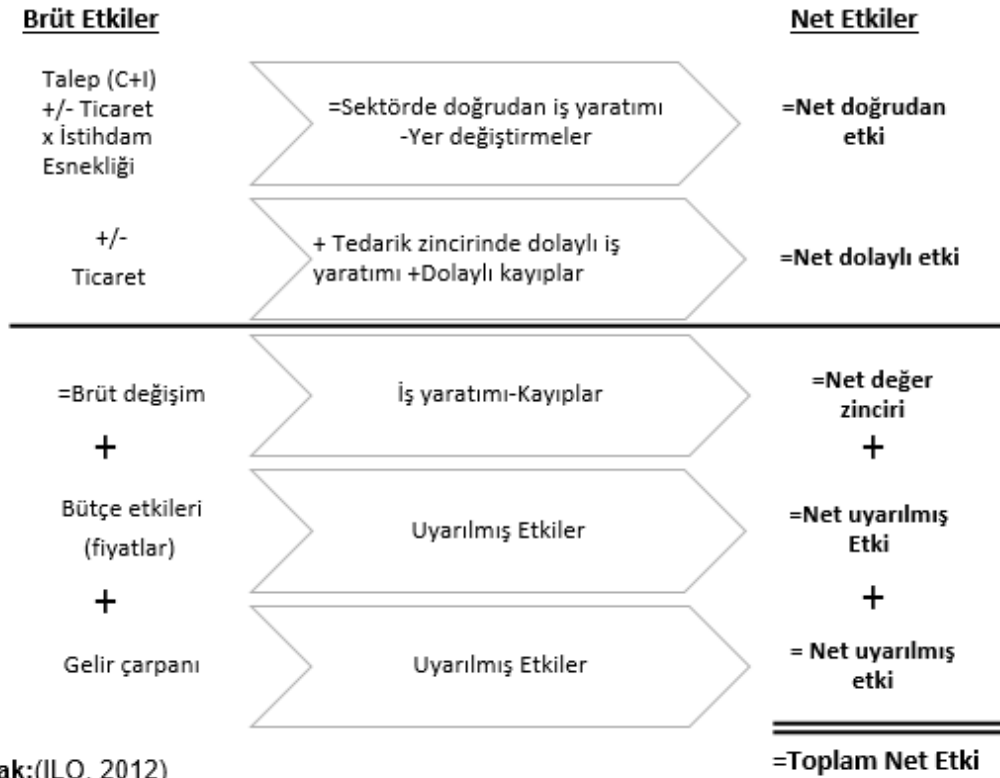 Brüt Etkiler
Net Etkiler
Talep (C+I)
+/- Ticaret
x İstihdam
Esnekliği
=Sektörde doğrudan iş yaratımı
-Yer değiştirmeler
=Net doğrudan
etki
+/-
Ticaret
+ Tedarik zincirinde dolaylı iş
yaratımı +Dolaylı kayıplar
=Net dolaylı etki
=Brüt değişim
İş yaratımı-Kayıplar
=Net değer
zinciri
+
+
Bütçe etkileri
(fiyatlar)
Uyarılmış Etkiler
=Net uyarılmış
Etki
+
+
Gelir çarpanı
Uyarılmış Etkiler
= Net uyarılmış
etki
=Toplam Net Etki
ak:(ILO, 2012)